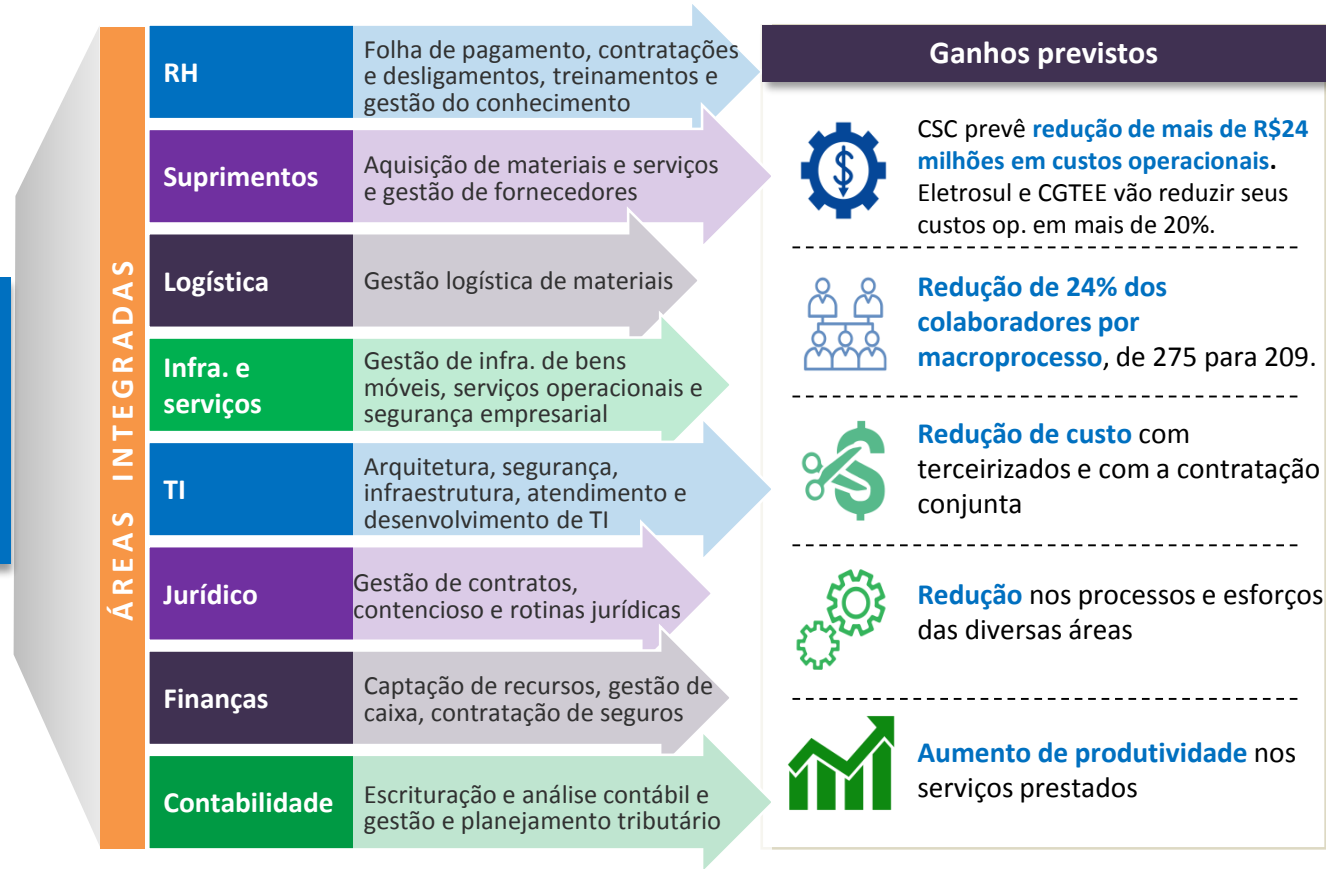 ÁREAS INTEGRADAS
RH
Folha de pagamento, contratações
e desligamentos, treinamentos e
gestão do conhecimento
Suprimentos
Aquisição de materiais e serviços
e gestão de fornecedores
Logística
Gestão logística de materiais
Infra. e
serviços
Gestão de infra. de bens
móveis, serviços operacionais e
segurança empresarial
TI
Arquitetura, segurança,
infraestrutura, atendimento e
desenvolvimento de TI
Jurídico
Gestão de contratos,
contencioso e rotinas jurídicas
Finanças
Captação de recursos, gestão de
caixa, contratação de seguros
Contabilidade
Escrituração e análise contábil e
gestão e planejamento tributário
Ganhos previstos
CSC prevê redução de mais de R$24
milhões em custos operacionais.
Eletrosul e CGTEE vão reduzir seus
custos op. em mais de 20%.
Redução de 24% dos
colaboradores por
macroprocesso, de 275 para 209.
Redução de custo com
terceirizados e com a contratação
conjunta
Redução nos processos e esforços
das diversas áreas
Aumento de produtividade nos
serviços prestados